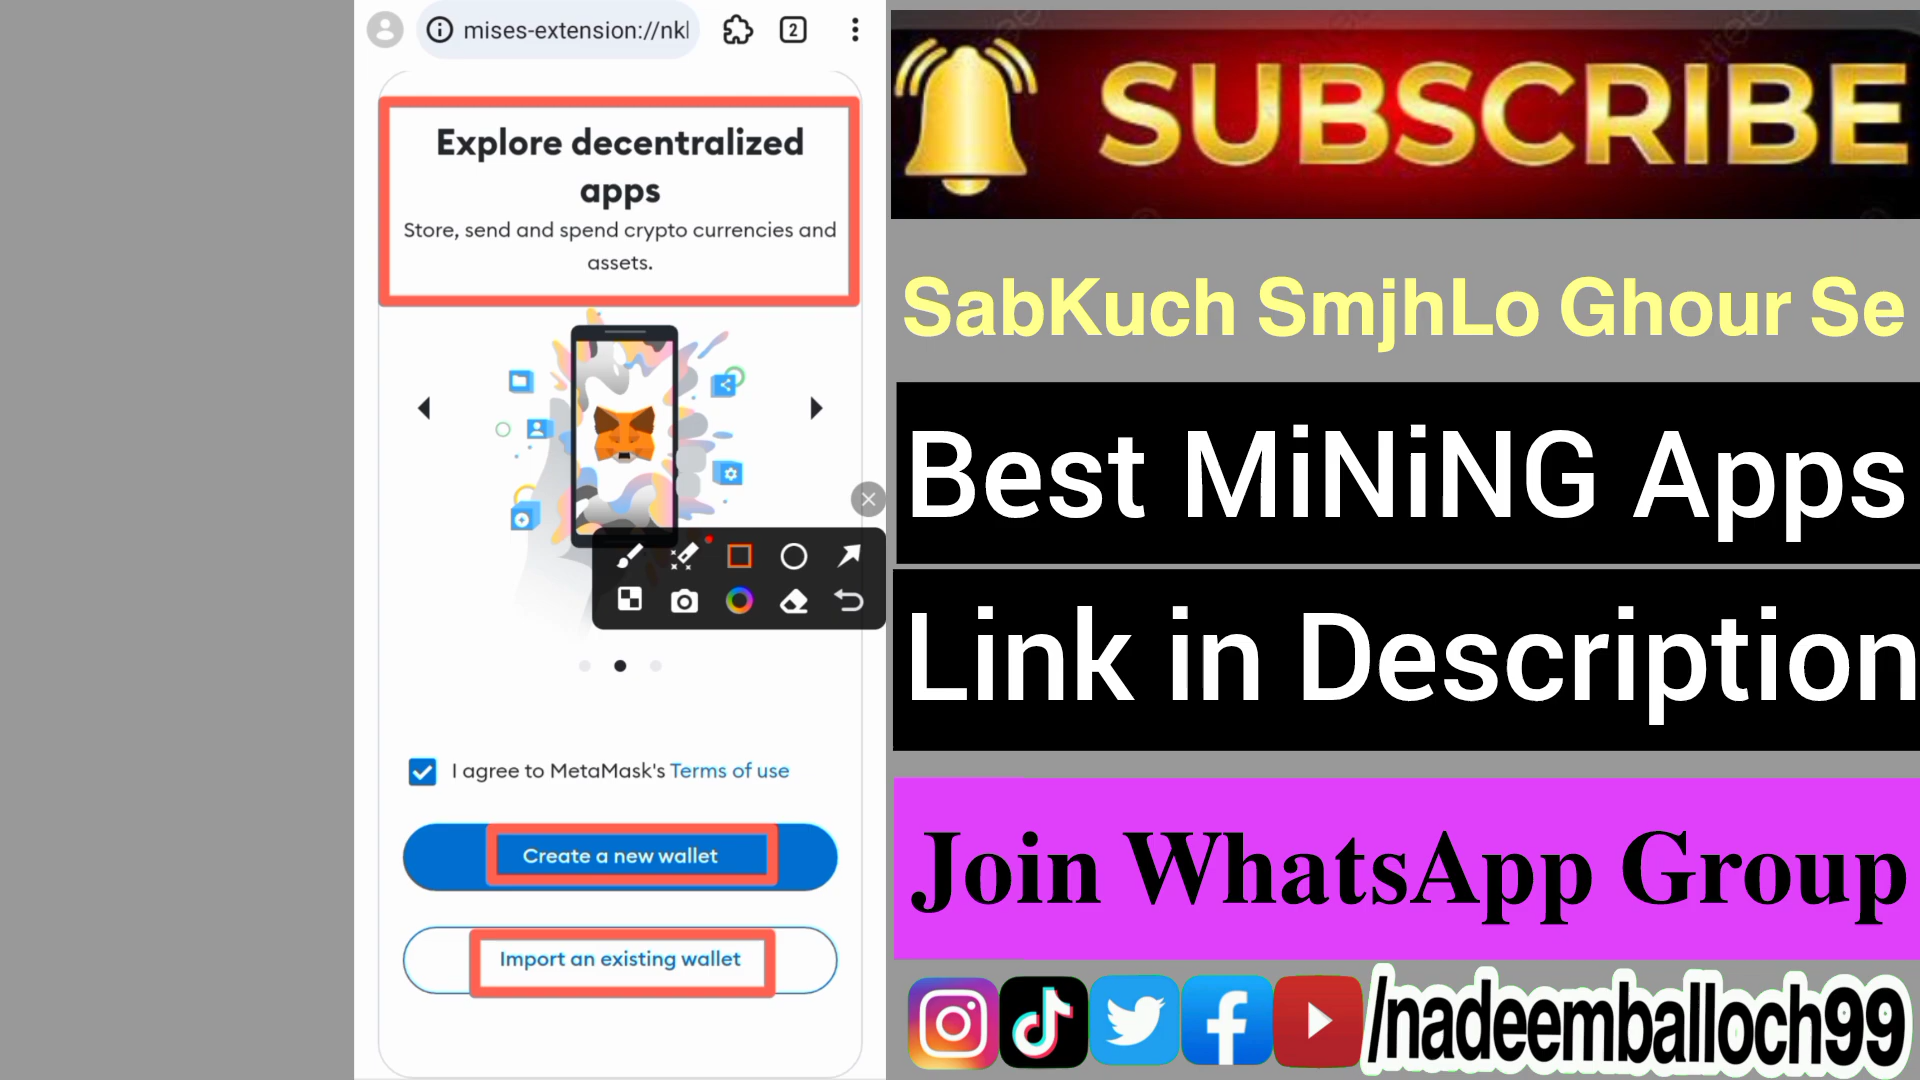 mises-extension://nkl
2
Explore decentralized
apps
Store, send and spend crypto currencies and
assets.
I agree to MetaMask's Terms of use
Create a new wallet
Import an existing wallet
SUBSCRIBE
SabKuch SmjhLo Ghour Se
Best MiNiNG Apps
Link in Description
Join WhatsApp Group
/nadeemballoch99